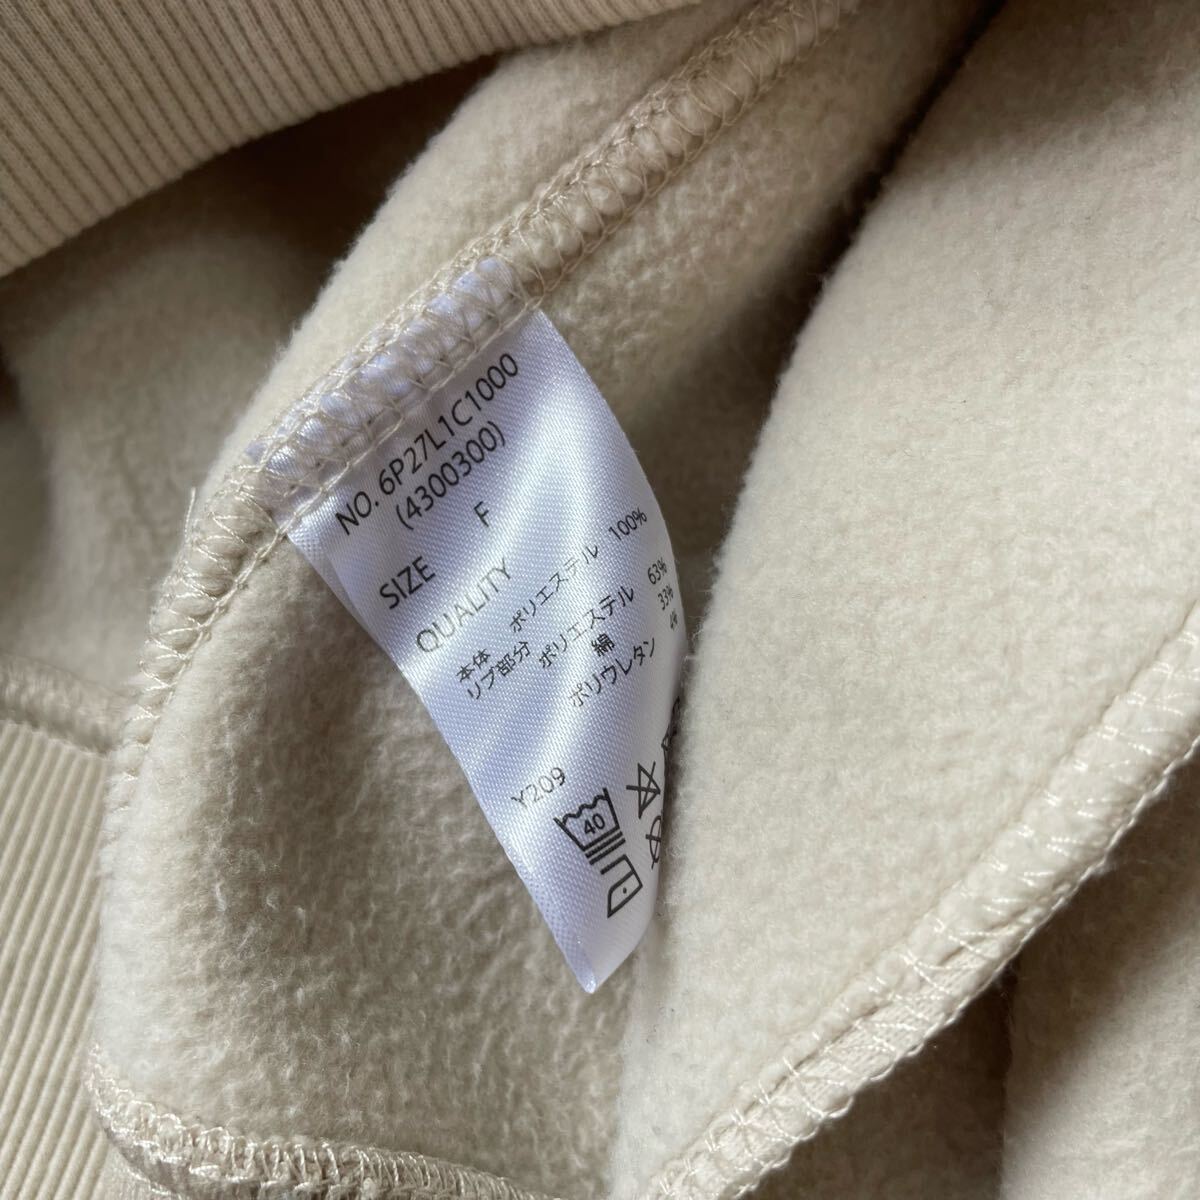 NO. 6P27L1C1000
(4300300)
SIZE F
QUALITY
本体 ポリエステル 100%
リブ部分 ポリエステル 63%
綿 33%
ポリウレタン 4%
Y209
40